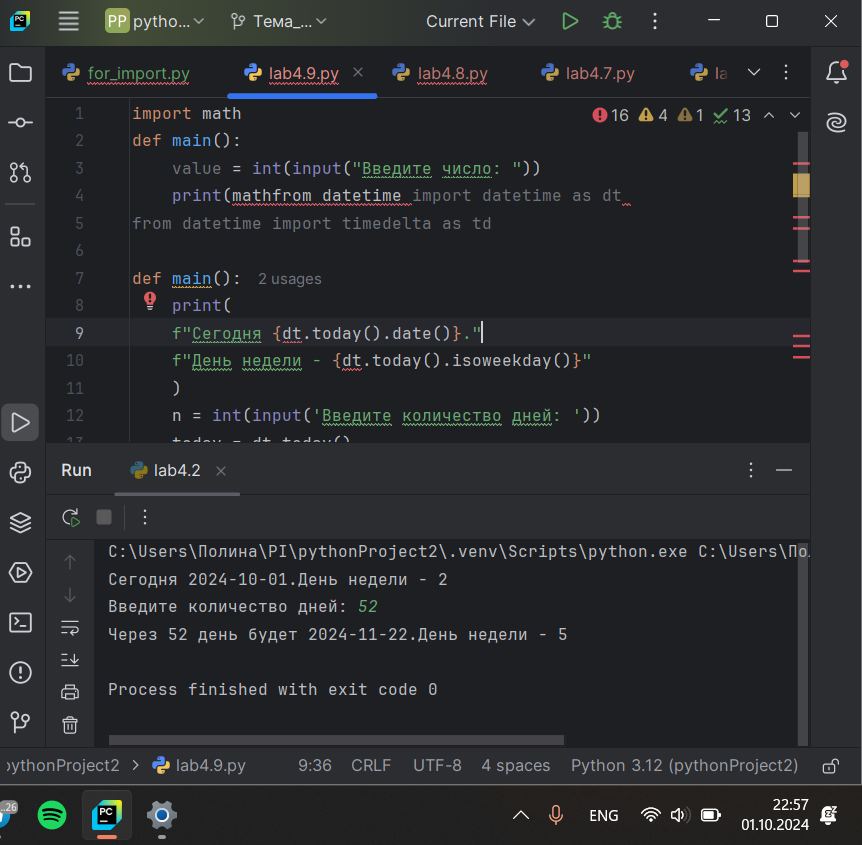 PC
PP pytho...
Тема_...
Current File
for_import.py
lab4.9.py
lab4.8.py
lab4.7.py
la
1 import math
16 4 1 13
2 def main():
3 value = int(input("Введите число: "))
4 print(mathfrom datetime import datetime as dt
5 from datetime import timedelta as td
6
7 def main(): 2 usages
8 print(
9 f"Сегодня {dt.today().date()}."
10 f"День недели - {dt.today().isoweekday()}"
11 )
12 n = int(input('Введите количество дней: '))
13 today = dt.today()
Run
lab4.2
C:\Users\Полина\PI\pythonProject2\.venv\Scripts\python.exe C:\Users\По
Сегодня 2024-10-01.День недели - 2
Введите количество дней: 52
Через 52 день будет 2024-11-22.День недели - 5
Process finished with exit code 0
pythonProject2 > lab4.9.py
9:36
CRLF
UTF-8
4 spaces
Python 3.12 (pythonProject2)
..26
PC
ENG
22:57
01.10.2024